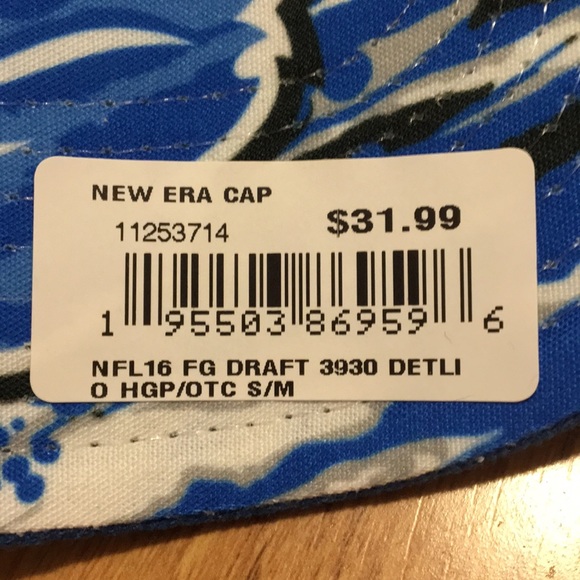 NEW ERA CAP
11253714 $31.99
1 95503 86959 6
NFL16 FG DRAFT 3930 DETLI
O HGP/OTC S/M